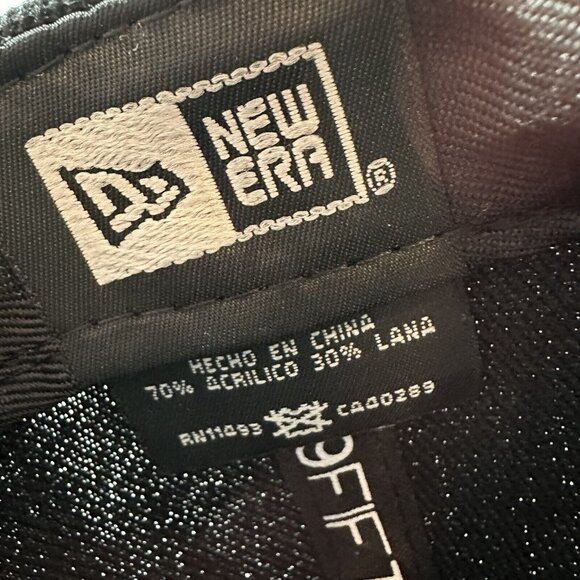 NEW
ERA
®
HECHO EN CHINA
70% ACRILICO 30% LANA
RN11493 CA40289
9FIFT